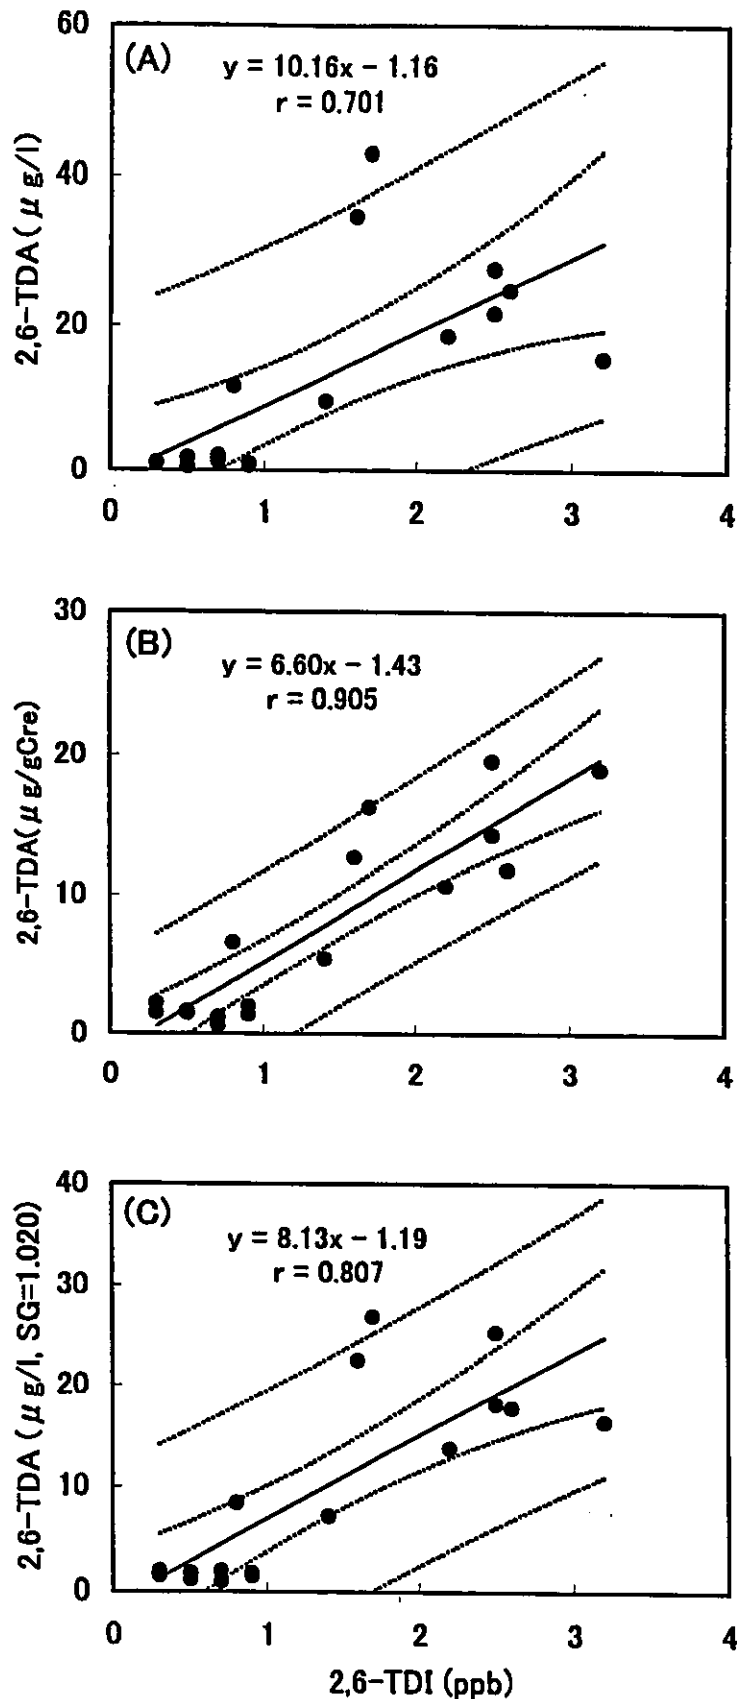 (A)
y = 10.16x − 1.16
r = 0.701
2,6-TDA(μg/l)
60
40
20
0
0 1 2 3 4
(B)
y = 6.60x − 1.43
r = 0.905
2,6-TDA(μg/gCre)
30
20
10
0
0 1 2 3 4
(C)
y = 8.13x − 1.19
r = 0.807
2,6-TDA (μg/l, SG=1.020)
40
30
20
10
0
0 1 2 3 4
2,6-TDI (ppb)